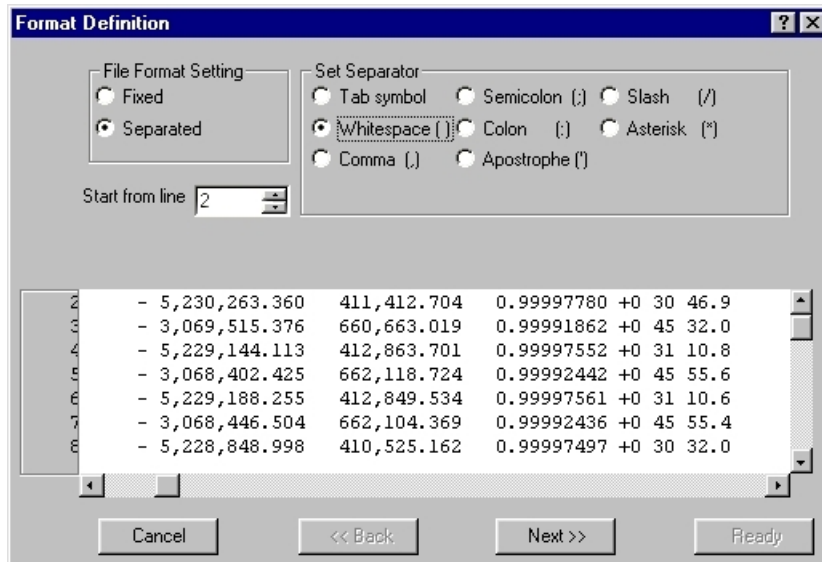 Format Definition
File Format Setting
Fixed
Separated
Start from line 2
Set Separator
Tab symbol Semicolon (;) Slash (/)
Whitespace ( ) Colon (:) Asterisk (*)
Comma (,) Apostrophe (')
2 - 5,230,263.360 411,412.704 0.99997780 +0 30 46.9
3 - 3,069,515.376 660,663.019 0.99991862 +0 45 32.0
4 - 5,229,144.113 412,863.701 0.99997552 +0 31 10.8
5 - 3,068,402.425 662,118.724 0.99992442 +0 45 55.6
6 - 5,229,188.255 412,849.534 0.99997561 +0 31 10.6
7 - 3,068,446.504 662,104.369 0.99992436 +0 45 55.4
8 - 5,228,848.998 410,525.162 0.99997497 +0 30 32.0
Cancel << Back Next >> Ready